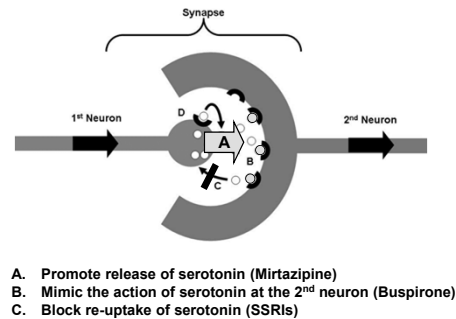 Synapse
1st Neuron
2nd Neuron
D
A
B
C
A. Promote release of serotonin (Mirtazipine)
B. Mimic the action of serotonin at the 2nd neuron (Buspirone)
C. Block re-uptake of serotonin (SSRIs)